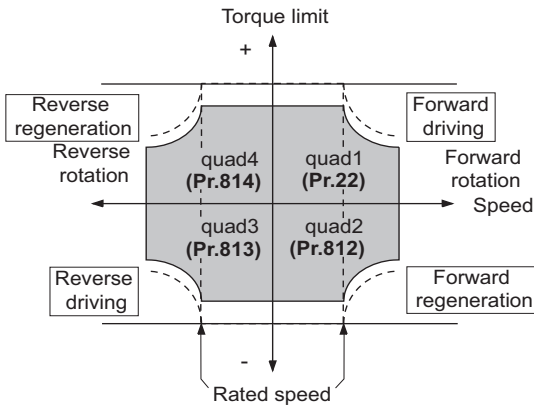 Torque limit
+
Reverse
regeneration
Forward
driving
Reverse
rotation
quad4
(Pr.814)
quad1
(Pr.22)
Forward
rotation
Speed
quad3
(Pr.813)
quad2
(Pr.812)
Reverse
driving
Forward
regeneration
-
Rated speed